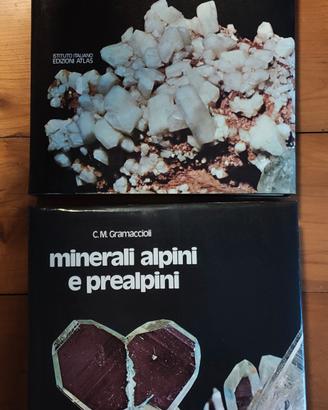 ISTITUTO ITALIANO
EDIZIONI ATLAS
C. M. Gramaccioli
minerali alpini
e prealpini